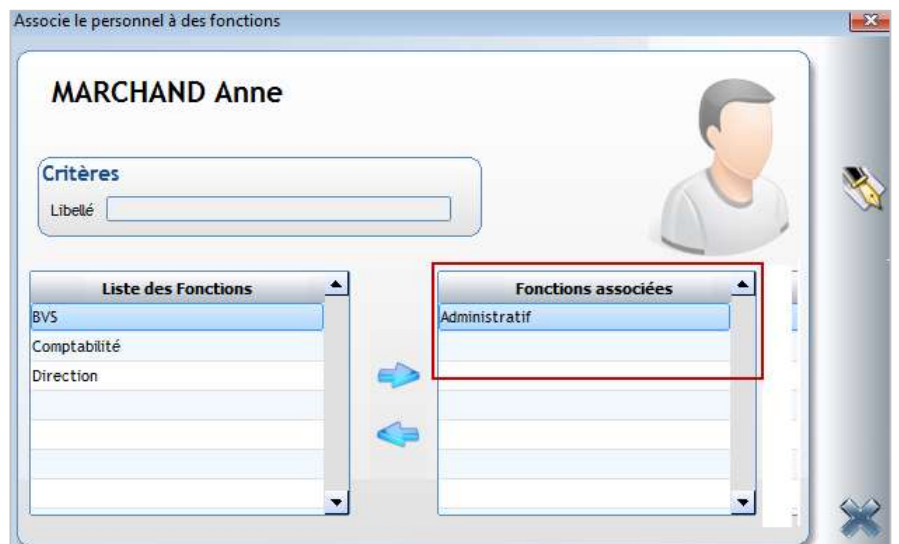 Associe le personnel à des fonctions
MARCHAND Anne
Critères
Libellé
Liste des Fonctions
BVS
Comptabilité
Direction
Fonctions associées
Administratif